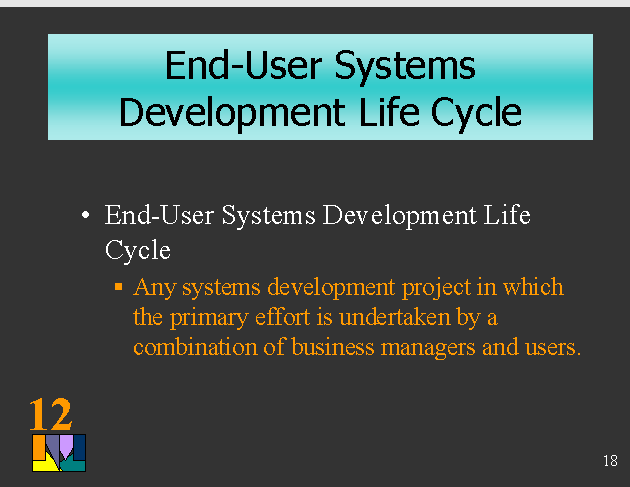 End-User Systems
Development Life Cycle
• End-User Systems Development Life
Cycle
▪ Any systems development project in which
the primary effort is undertaken by a
combination of business managers and users.
12
18